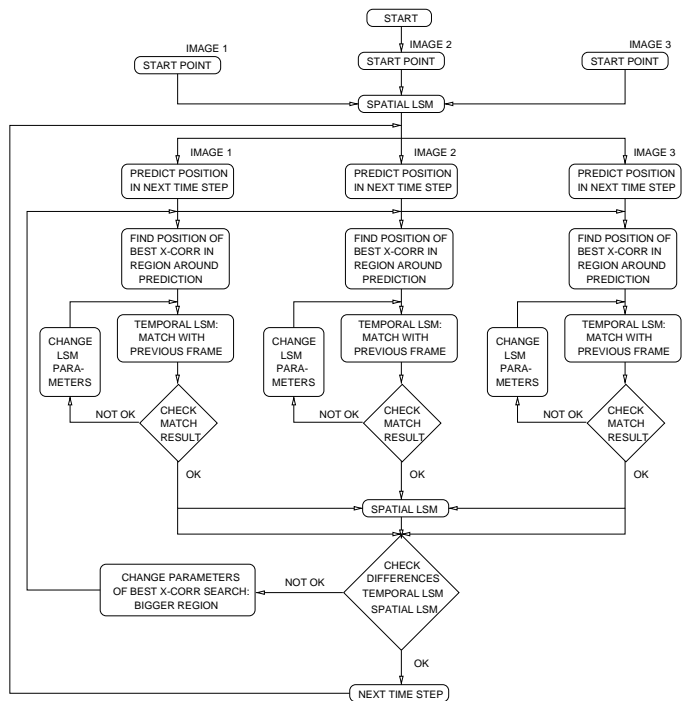 START
IMAGE 1
IMAGE 2
IMAGE 3
START POINT
START POINT
START POINT
SPATIAL LSM
IMAGE 1
IMAGE 2
IMAGE 3
PREDICT POSITION
IN NEXT TIME STEP
PREDICT POSITION
IN NEXT TIME STEP
PREDICT POSITION
IN NEXT TIME STEP
FIND POSITION OF
BEST X-CORR IN
REGION AROUND
PREDICTION
FIND POSITION OF
BEST X-CORR IN
REGION AROUND
PREDICTION
FIND POSITION OF
BEST X-CORR IN
REGION AROUND
PREDICTION
CHANGE
LSM
PARA-
METERS
TEMPORAL LSM:
MATCH WITH
PREVIOUS FRAME
CHANGE
LSM
PARA-
METERS
TEMPORAL LSM:
MATCH WITH
PREVIOUS FRAME
CHANGE
LSM
PARA-
METERS
TEMPORAL LSM:
MATCH WITH
PREVIOUS FRAME
NOT OK
CHECK
MATCH
RESULT
NOT OK
CHECK
MATCH
RESULT
NOT OK
CHECK
MATCH
RESULT
OK
OK
OK
SPATIAL LSM
CHANGE PARAMETERS
OF BEST X-CORR SEARCH:
BIGGER REGION
NOT OK
CHECK
DIFFERENCES
TEMPORAL LSM
SPATIAL LSM
OK
NEXT TIME STEP